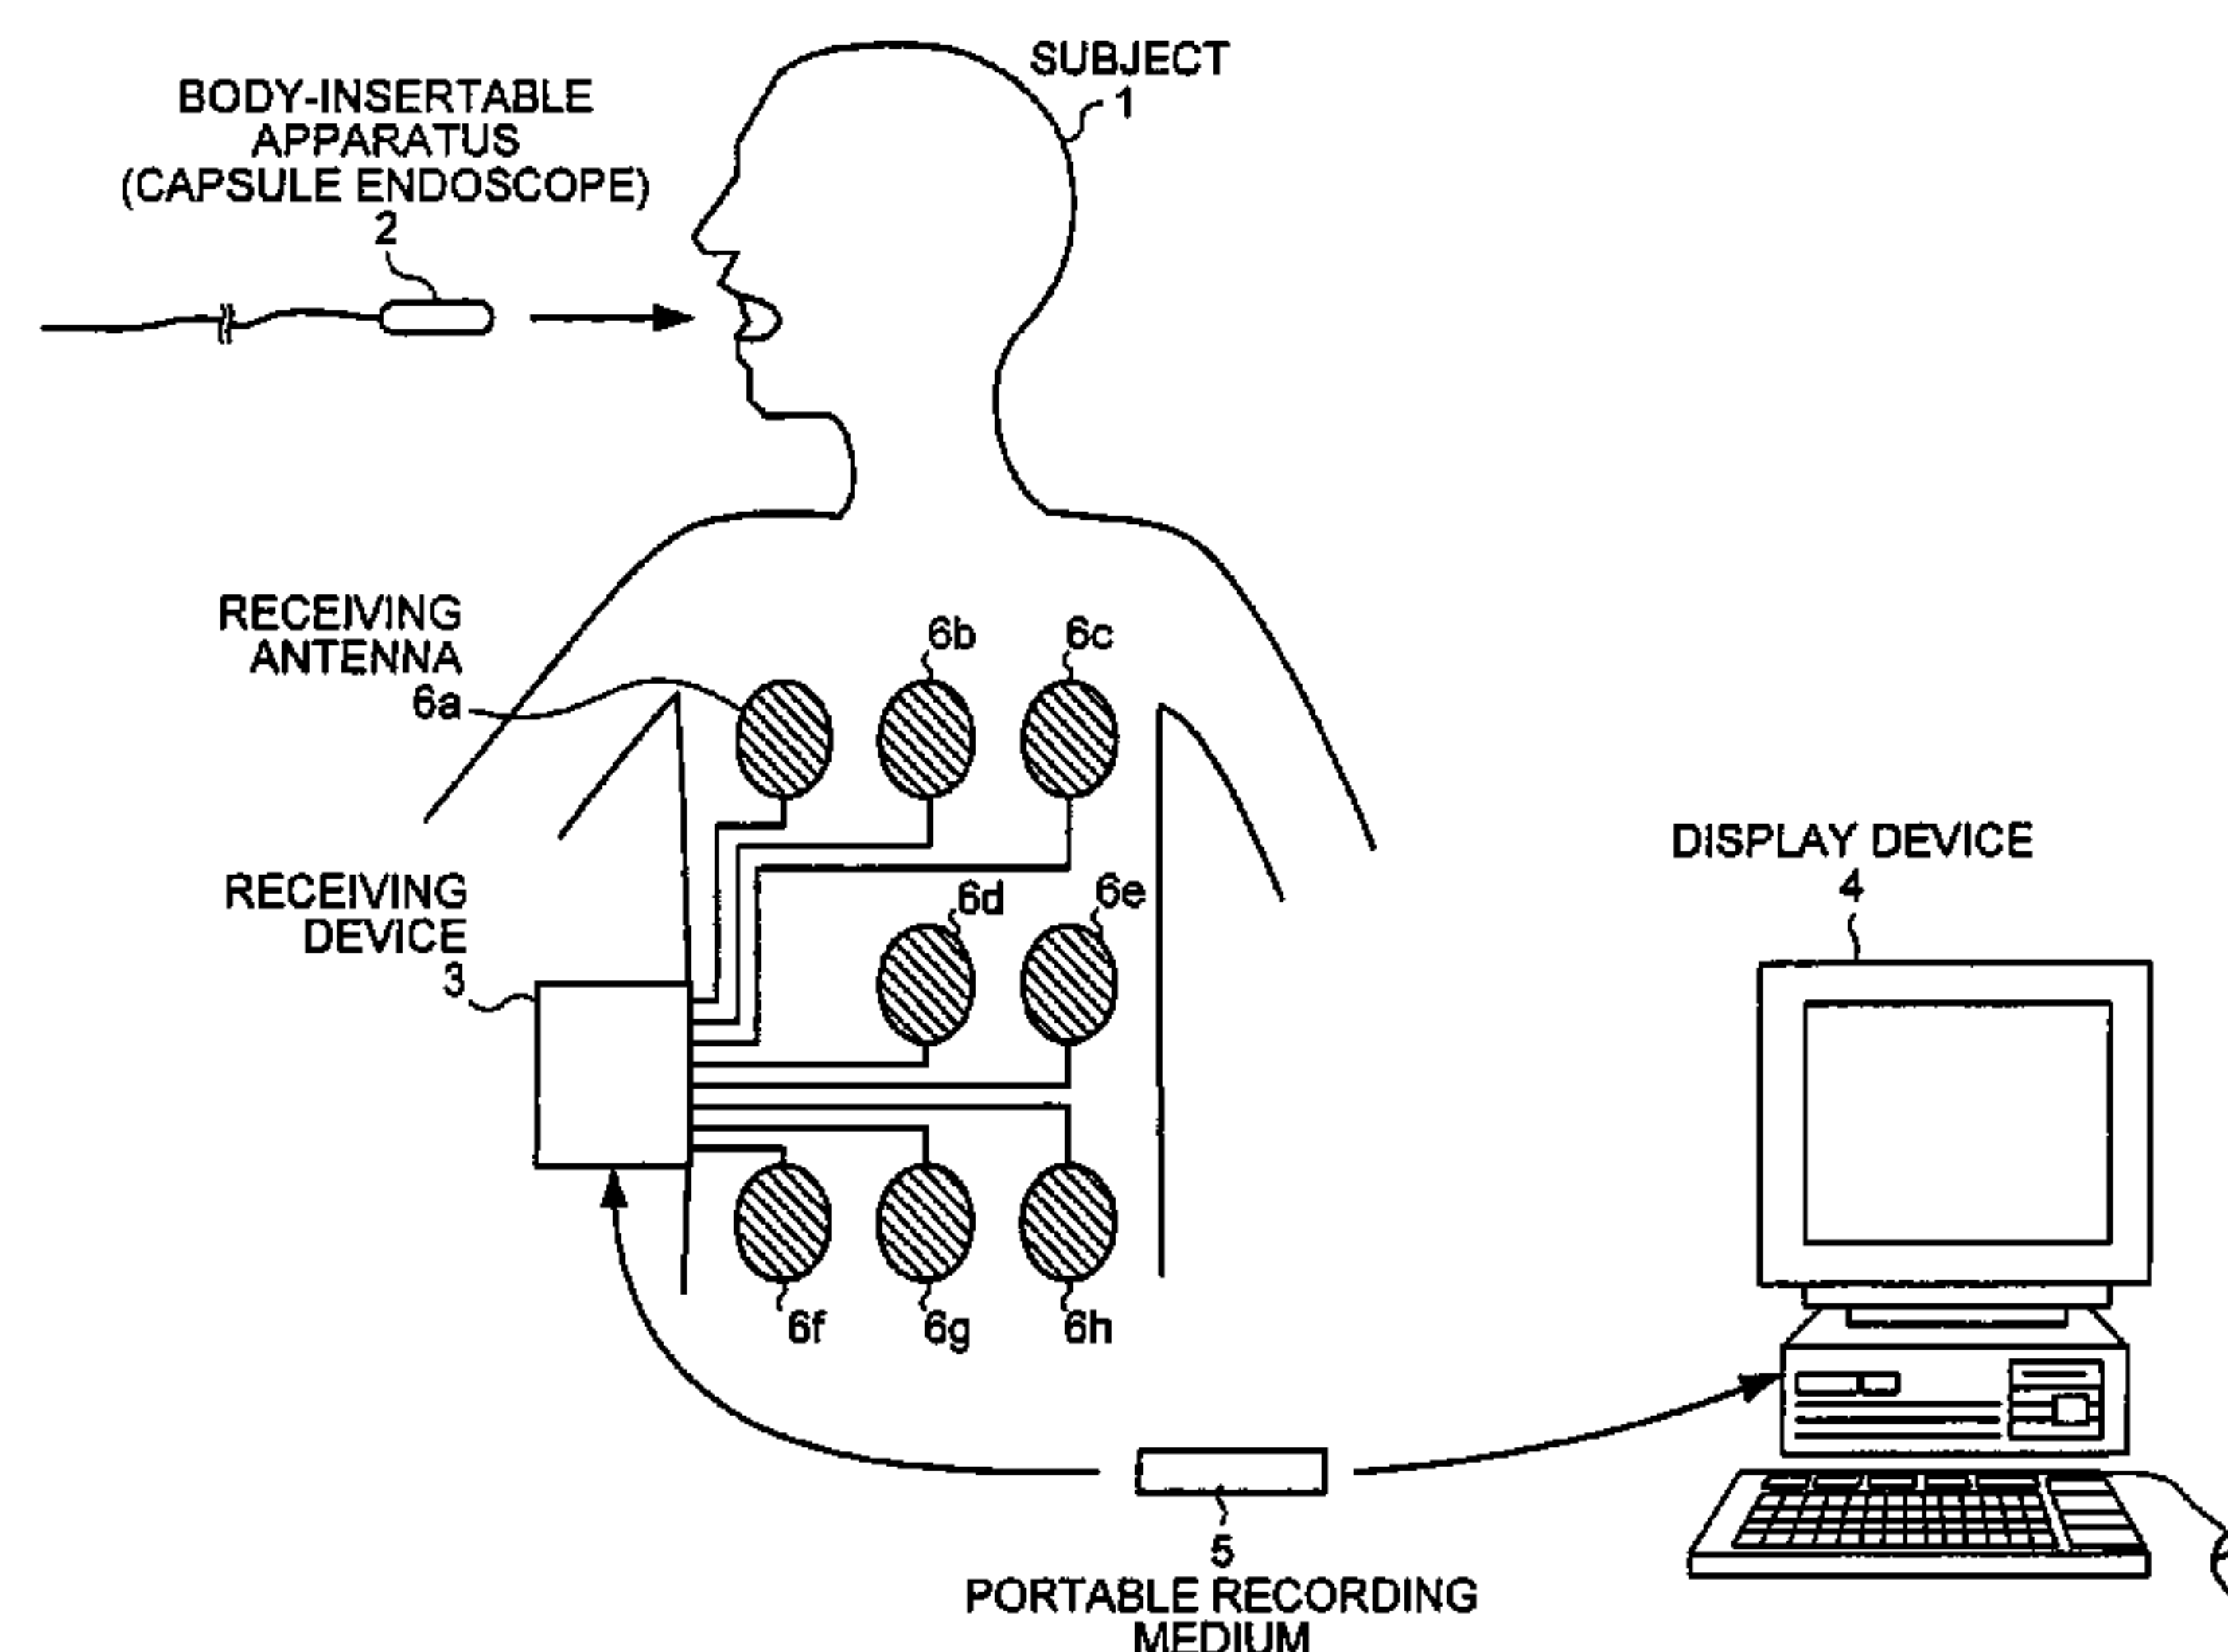 SUBJECT
1
BODY-INSERTABLE
APPARATUS
(CAPSULE ENDOSCOPE)
2
RECEIVING
ANTENNA
6a
6b
6c
RECEIVING
DEVICE
3
6d
6e
DISPLAY DEVICE
4
6f
6g
6h
5
PORTABLE RECORDING
MEDIUM